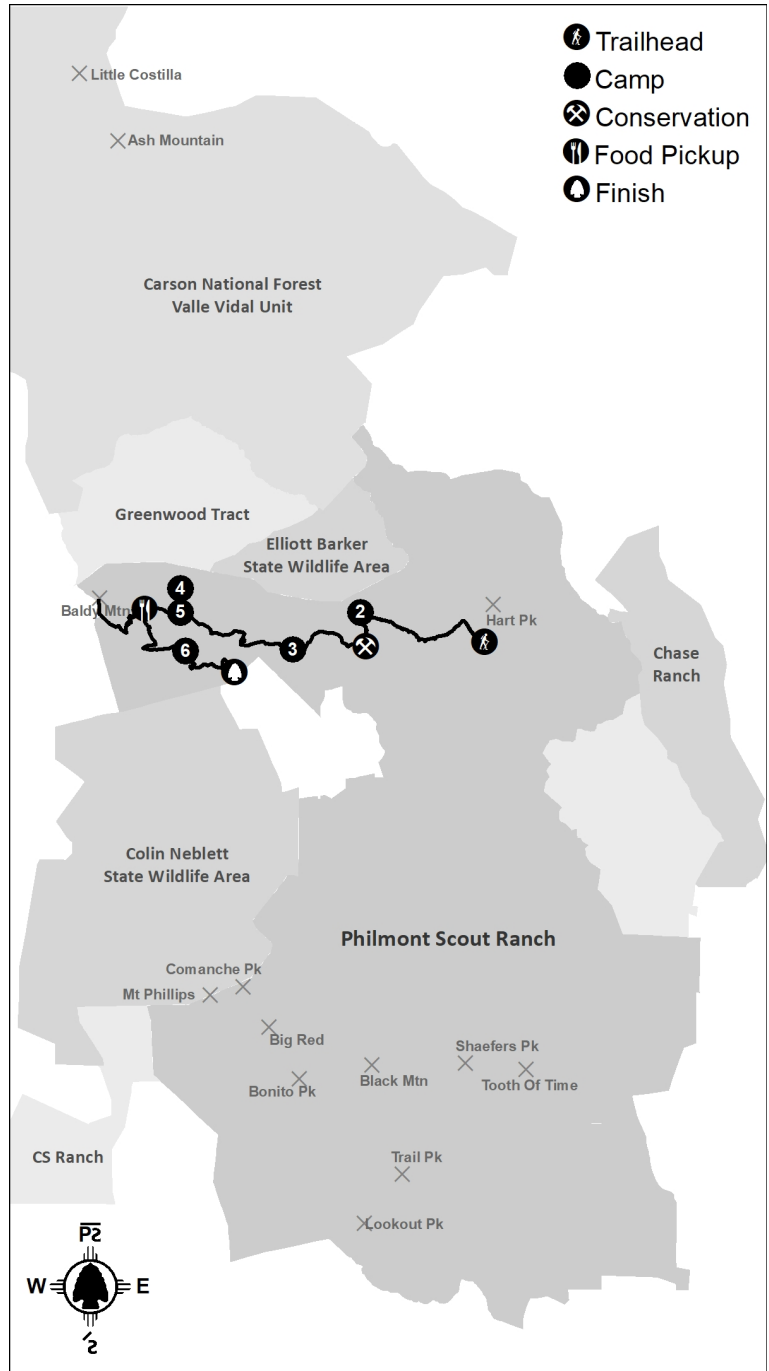 Trailhead
Camp
Conservation
Food Pickup
Finish
Little Costilla
Ash Mountain
Carson National Forest
Valle Vidal Unit
Greenwood Tract
Elliott Barker
State Wildlife Area
4
5
2
Baldy Mtn
Hart Pk
6
3
Chase
Ranch
Colin Neblett
State Wildlife Area
Philmont Scout Ranch
Comanche Pk
Mt Phillips
Big Red
Shaefers Pk
Black Mtn
Tooth Of Time
Bonito Pk
CS Ranch
Trail Pk
Lookout Pk
W
E